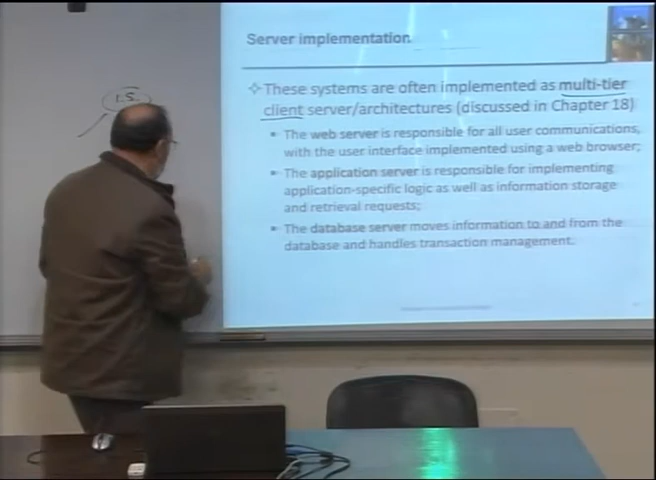 Server implementation
I.S.
These systems are often implemented as multi-tier
client server/architectures (discussed in Chapter 18)
The web server is responsible for all user communications,
with the user interface implemented using a web browser;
The application server is responsible for implementing
application-specific logic as well as information storage
and retrieval requests;
The database server moves information to and from the
database and handles transaction management.